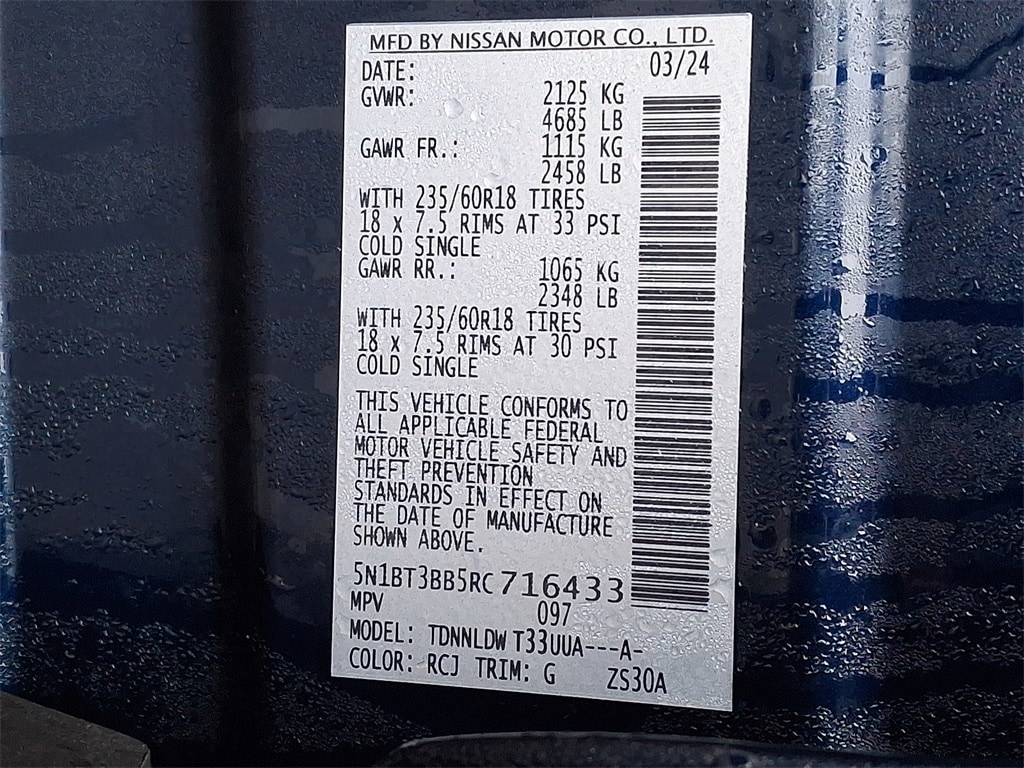 MFD BY NISSAN MOTOR CO., LTD.
DATE: 03/24
GVWR: 2125 KG
4685 LB
GAWR FR.: 1115 KG
2458 LB
WITH 235/60R18 TIRES
18 x 7.5 RIMS AT 33 PSI
COLD SINGLE
GAWR RR.: 1065 KG
2348 LB
WITH 235/60R18 TIRES
18 x 7.5 RIMS AT 30 PSI
COLD SINGLE
THIS VEHICLE CONFORMS TO
ALL APPLICABLE FEDERAL
MOTOR VEHICLE SAFETY AND
THEFT PREVENTION
STANDARDS IN EFFECT ON
THE DATE OF MANUFACTURE
SHOWN ABOVE.
5N1BT3BB5RC716433
MPV 097
MODEL: TDNNLDW T33UUA---A-
COLOR: RCJ TRIM: G ZS30A